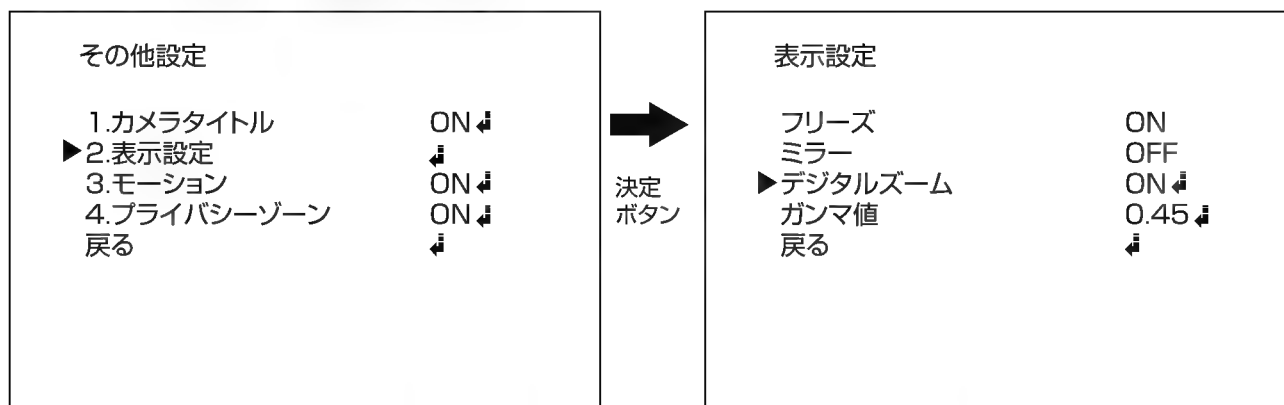 その他設定
1.カメラタイトル ON↲
▶2.表示設定 ↲
3.モーション ON↲
4.プライバシーゾーン ON↲
戻る ↲
決定
ボタン
表示設定
フリーズ ON
ミラー OFF
▶デジタルズーム ON↲
ガンマ値 0.45↲
戻る ↲